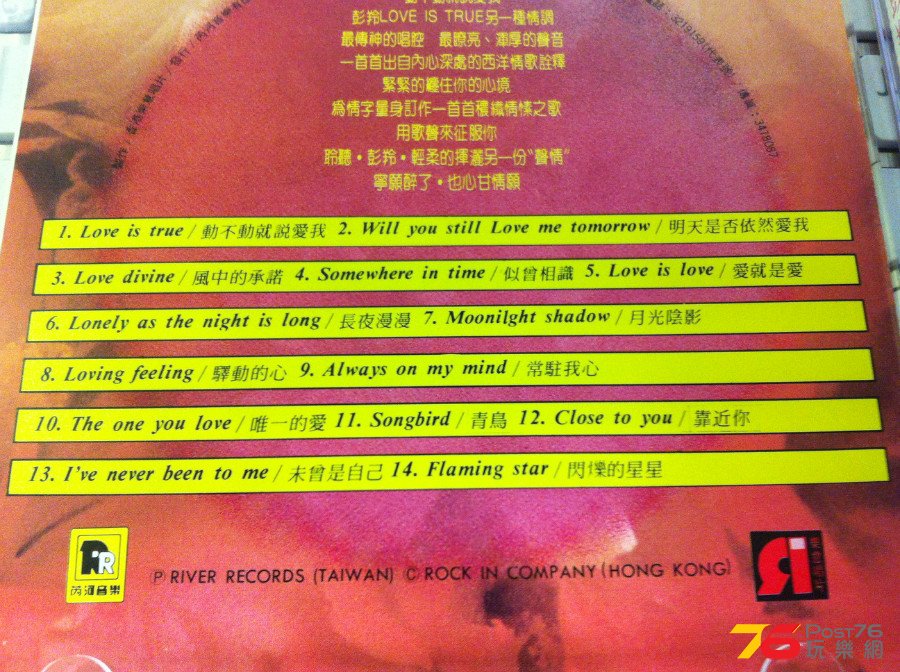 彭羚LOVE IS TRUE另一種情調
最傳神的唱腔 最嘹亮、渾厚的聲音
一首首出自內心深處的西洋情歌詮釋
緊緊的纏住你的心境
為情字量身訂作一首首穠纖情愫之歌
用歌聲來征服你
聆聽·彭羚·輕柔的揮灑另一份“聲情”
寧願醉了·也心甘情願
傳真:3418087
1. Love is true / 動不動就説愛我 2. Will you still Love me tomorrow / 明天是否依然愛我
3. Love divine / 風中的承諾 4. Somewhere in time / 似曾相識 5. Love is love / 愛就是愛
6. Lonely as the night is long / 長夜漫漫 7. Moonilght shadow / 月光陰影
8. Loving feeling / 驛動的心 9. Always on my mind / 常駐我心
10. The one you love / 唯一的愛 11. Songbird / 青鳥 12. Close to you / 靠近你
13. I've never been to me / 未曾是自己 14. Flaming star / 閃爍的星星
RR
芮河音樂
Ⓟ RIVER RECORDS (TAIWAN) © ROCK IN COMPANY (HONG KONG)
76 Post76
玩樂網